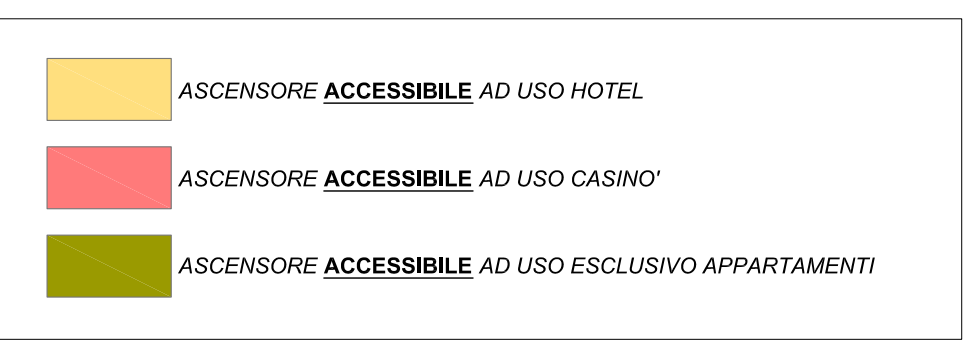 ASCENSORE ACCESSIBILE AD USO HOTEL
ASCENSORE ACCESSIBILE AD USO CASINO'
ASCENSORE ACCESSIBILE AD USO ESCLUSIVO APPARTAMENTI